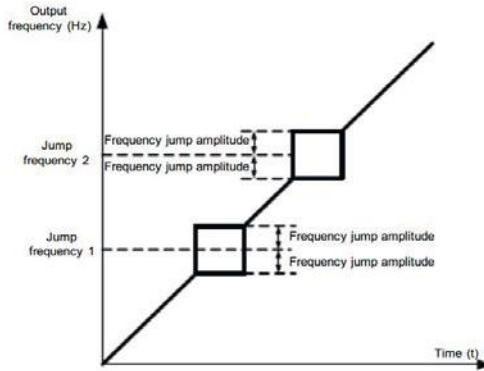 Output
frequency (Hz)
Frequency jump amplitude
Jump
frequency 2
Frequency jump amplitude
Jump
frequency 1
Frequency jump amplitude
Frequency jump amplitude
Time (t)